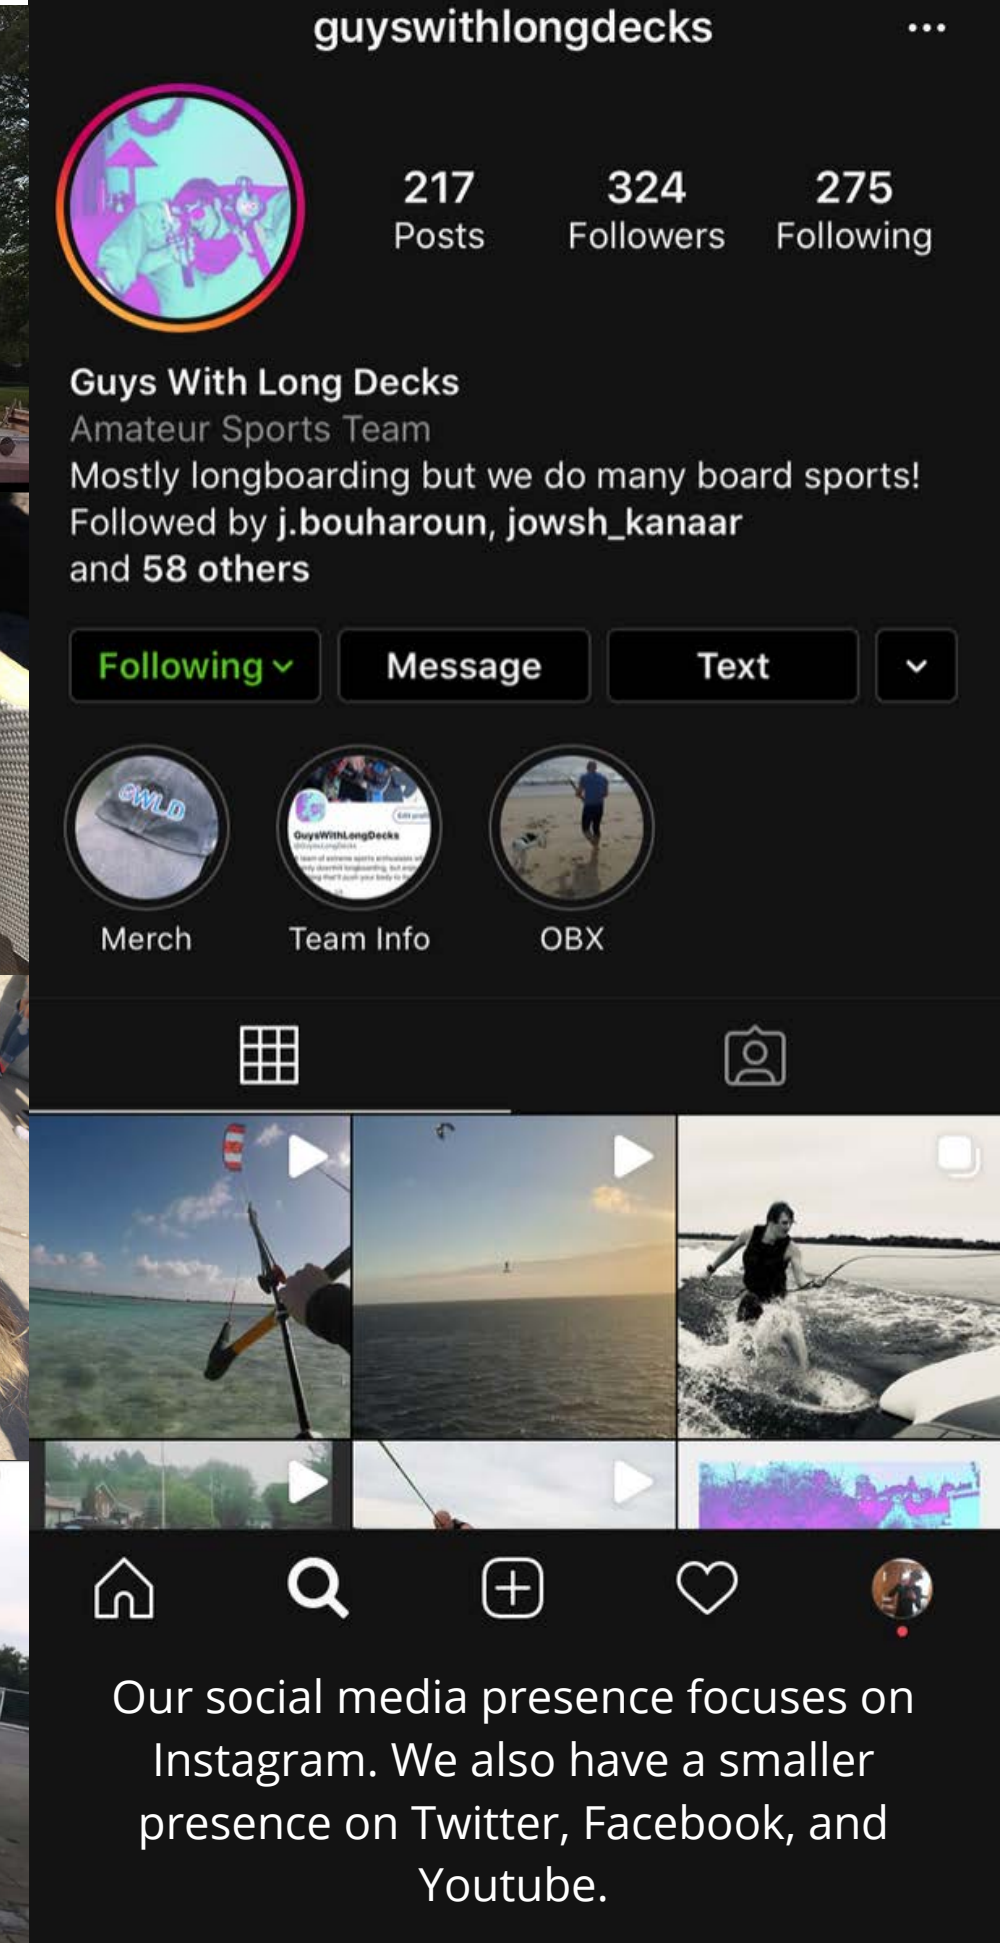 guyswithlongdecks
217
324
275
Posts
Followers
Following
Guys With Long Decks
Amateur Sports Team
Mostly longboarding but we do many board sports!
Followed by j.bouharoun, jowsh_kanaar
and 58 others
Following
Message
Text
GWLD
GuysWithLongDecks
Merch
Team Info
OBX
Our social media presence focuses on
Instagram. We also have a smaller
presence on Twitter, Facebook, and
Youtube.